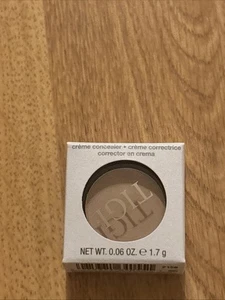 crème concealer • crème correctrice
corrector en crema
NET WT. 0.06 OZ. ℮ 1.7 g